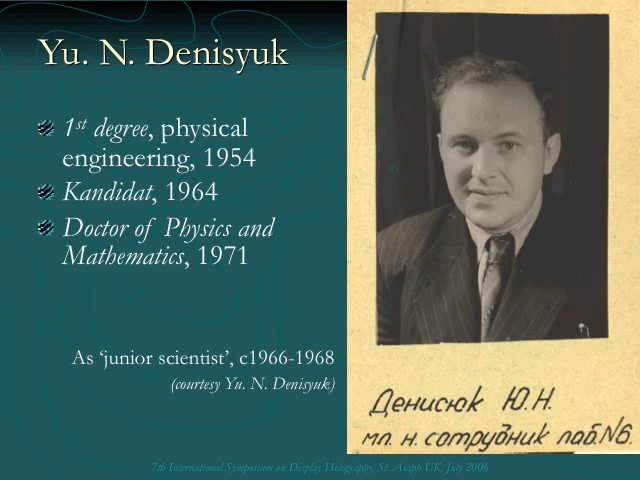 Yu. N. Denisyuk
1st degree, physical
engineering, 1954
Kandidat, 1964
Doctor of Physics and
Mathematics, 1971
As ‘junior scientist’, c1966-1968
(courtesy Yu. N. Denisyuk)
Денисюк Ю.Н.
мл. н. сотрудник лаб.№6.
7th International Symposium on Display Holography, St. Asaph UK July 2006